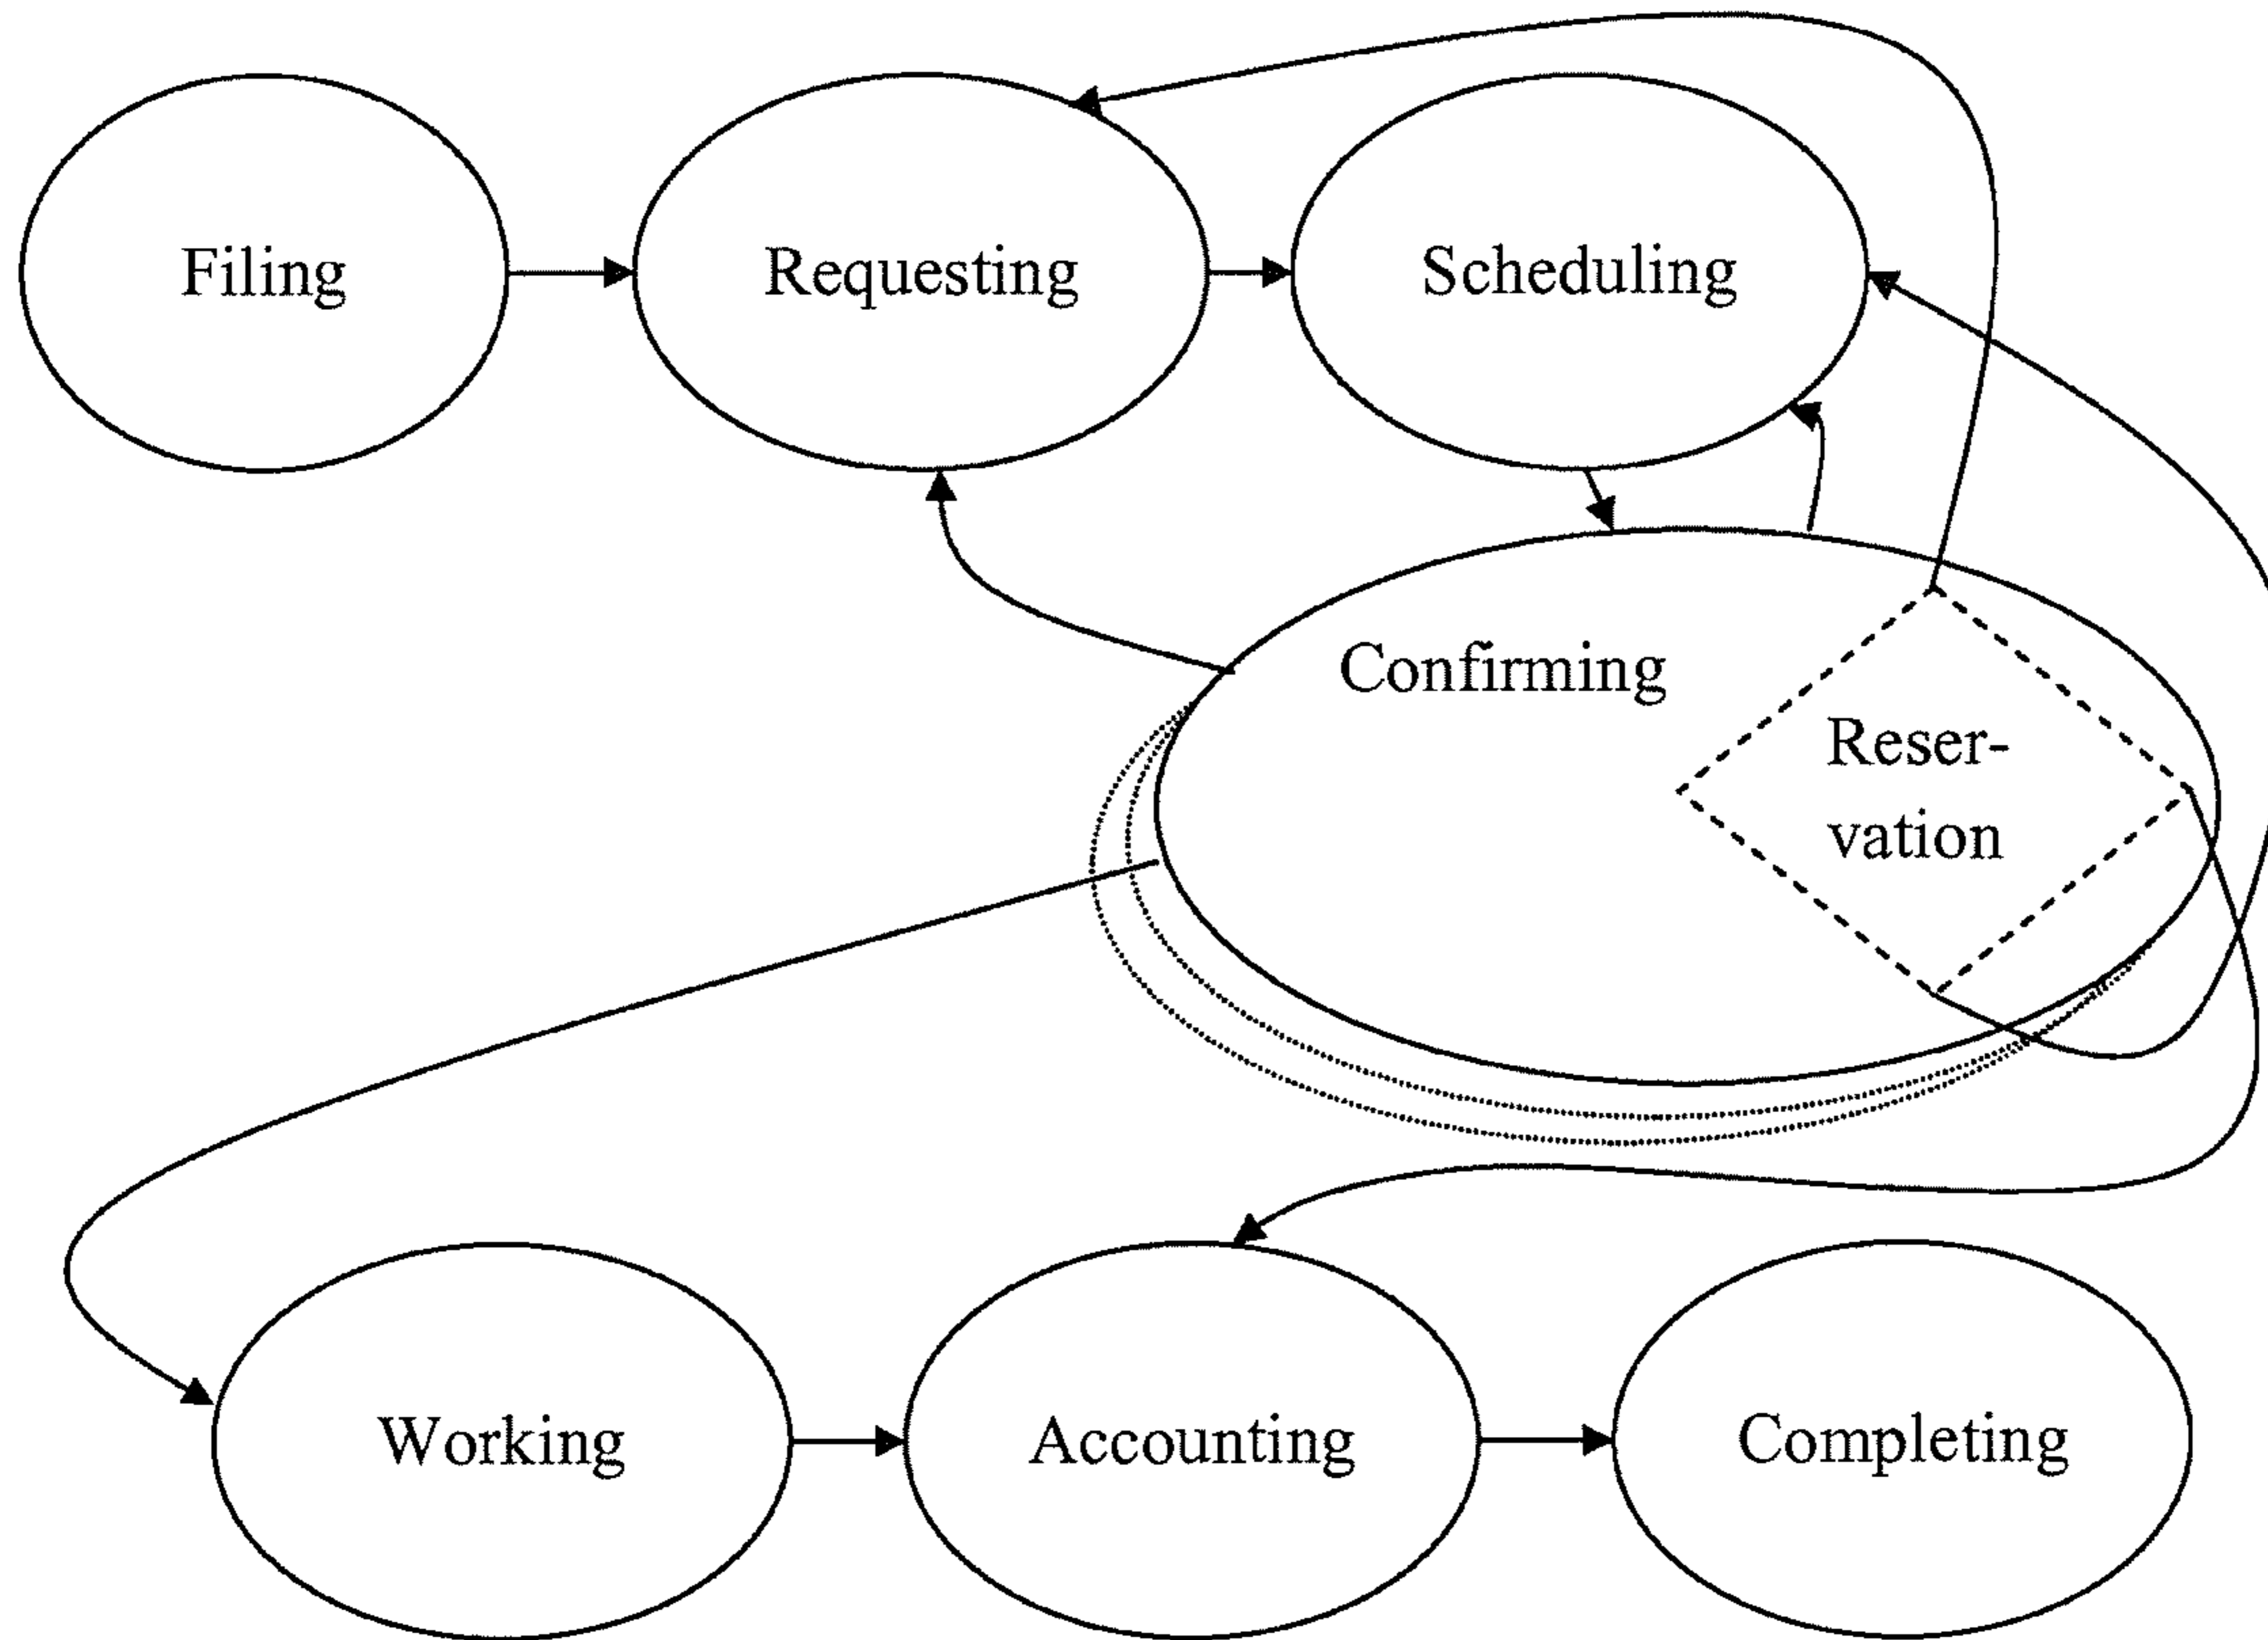 Filing
Requesting
Scheduling
Confirming
Reser-
vation
Working
Accounting
Completing